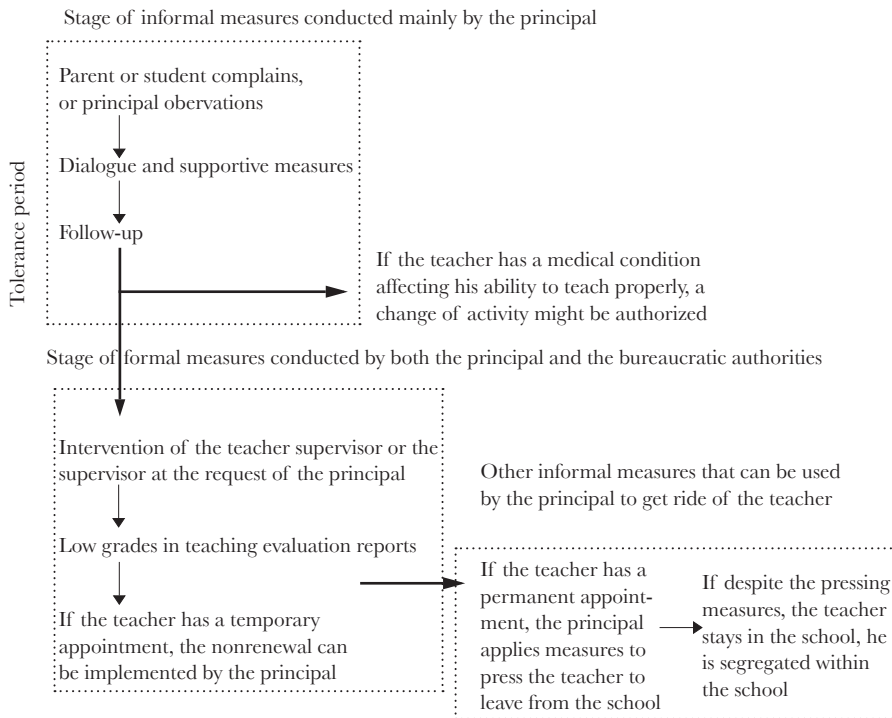 Stage of informal measures conducted mainly by the principal
Tolerance period
Parent or student complains,
or principal obervations
Dialogue and supportive measures
Follow-up
If the teacher has a medical condition
affecting his ability to teach properly, a
change of activity might be authorized
Stage of formal measures conducted by both the principal and the bureaucratic authorities
Intervention of the teacher supervisor or the
supervisor at the request of the principal
Low grades in teaching evaluation reports
If the teacher has a temporary
appointment, the nonrenewal can
be implemented by the principal
Other informal measures that can be used
by the principal to get ride of the teacher
If the teacher has a
permanent appoint-
ment, the principal
applies measures to
press the teacher to
leave from the school
If despite the pressing
measures, the teacher
stays in the school, he
is segregated within
the school